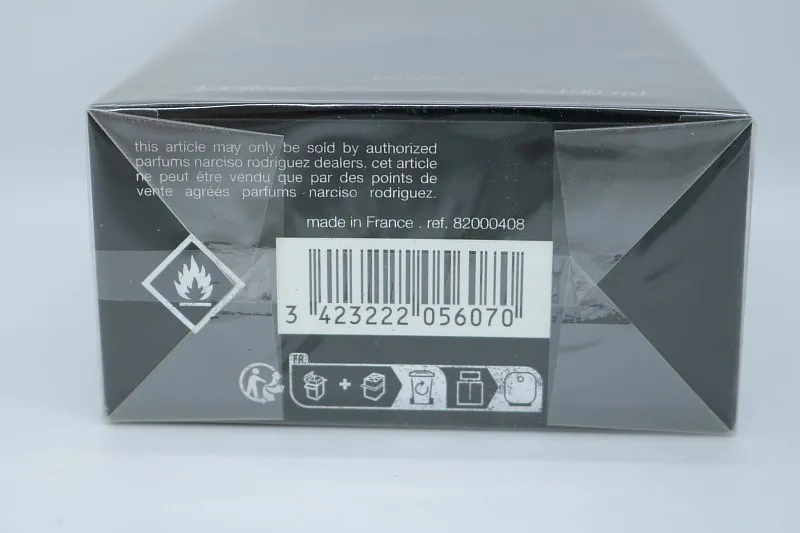 this article may only be sold by authorized
parfums narciso rodriguez dealers. cet article
ne peut être vendu que par des points de
vente agréés parfums narciso rodriguez.
made in France . ref. 82000408
3 423222 056070
FR